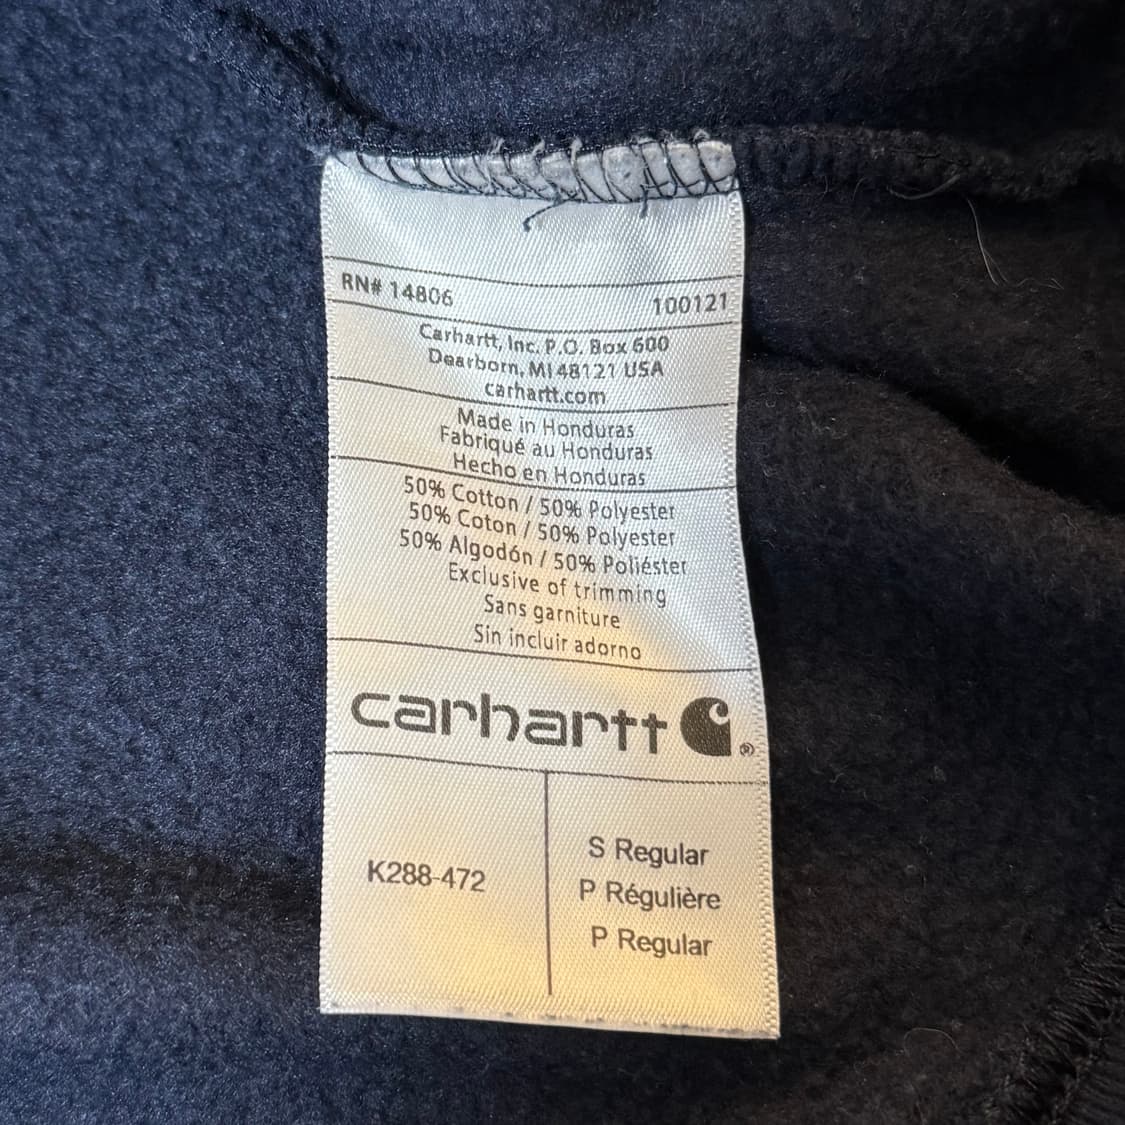 RN# 14806 100121
Carhartt, Inc. P.O. Box 600
Dearborn, MI 48121 USA
carhartt.com
Made in Honduras
Fabriqué au Honduras
Hecho en Honduras
50% Cotton / 50% Polyester
50% Coton / 50% Polyester
50% Algodón / 50% Poliéster
Exclusive of trimming
Sans garniture
Sin incluir adorno
carhartt ®
K288-472
S Regular
P Régulière
P Regular